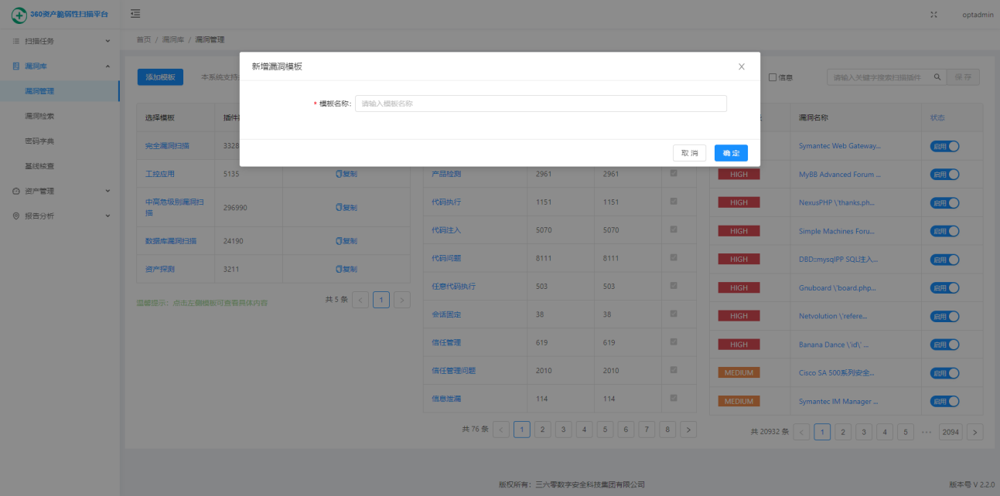 360资产脆弱性扫描平台
optadmin
扫描任务
漏洞库
漏洞管理
漏洞检索
密码字典
基线核查
资产管理
报告分析
首页 / 漏洞库 / 漏洞管理
新增漏洞模板
* 模板名称: 请输入模板名称
取 消 确 定
添加模板 本系统支持
信息 请输入关键字搜索扫描插件 保 存
选择模板 插件
完全漏洞扫描 3328
工控应用 5135 复制
中高危级别漏洞扫
描 296990 复制
数据库漏洞扫描 24190 复制
资产探测 3211 复制
温馨提示：点击左侧模板可查看具体内容 共 5 条 < 1 >
产品检测 2961 2961
代码执行 1151 1151
代码注入 5070 5070
代码问题 8111 8111
任意代码执行 503 503
会话固定 38 38
信任管理 619 619
信任管理问题 2010 2010
信息泄漏 114 114
共 76 条 < 1 2 3 4 5 6 7 8 >
漏洞名称 状态
Symantec Web Gateway... 启用
HIGH MyBB Advanced Forum ... 启用
HIGH NexusPHP \'thanks.ph... 启用
HIGH Simple Machines Foru... 启用
HIGH DBD::mysqlPP SQL注入... 启用
HIGH Gnuboard \'board.php... 启用
HIGH Netvolution \'refere... 启用
HIGH Banana Dance \'id\' ... 启用
MEDIUM Cisco SA 500系列安全... 启用
MEDIUM Symantec IM Manager ... 启用
共 20932 条 < 1 2 3 4 5 ••• 2094 >
版权所有：三六零数字安全科技集团有限公司
版本号 V 2.2.0